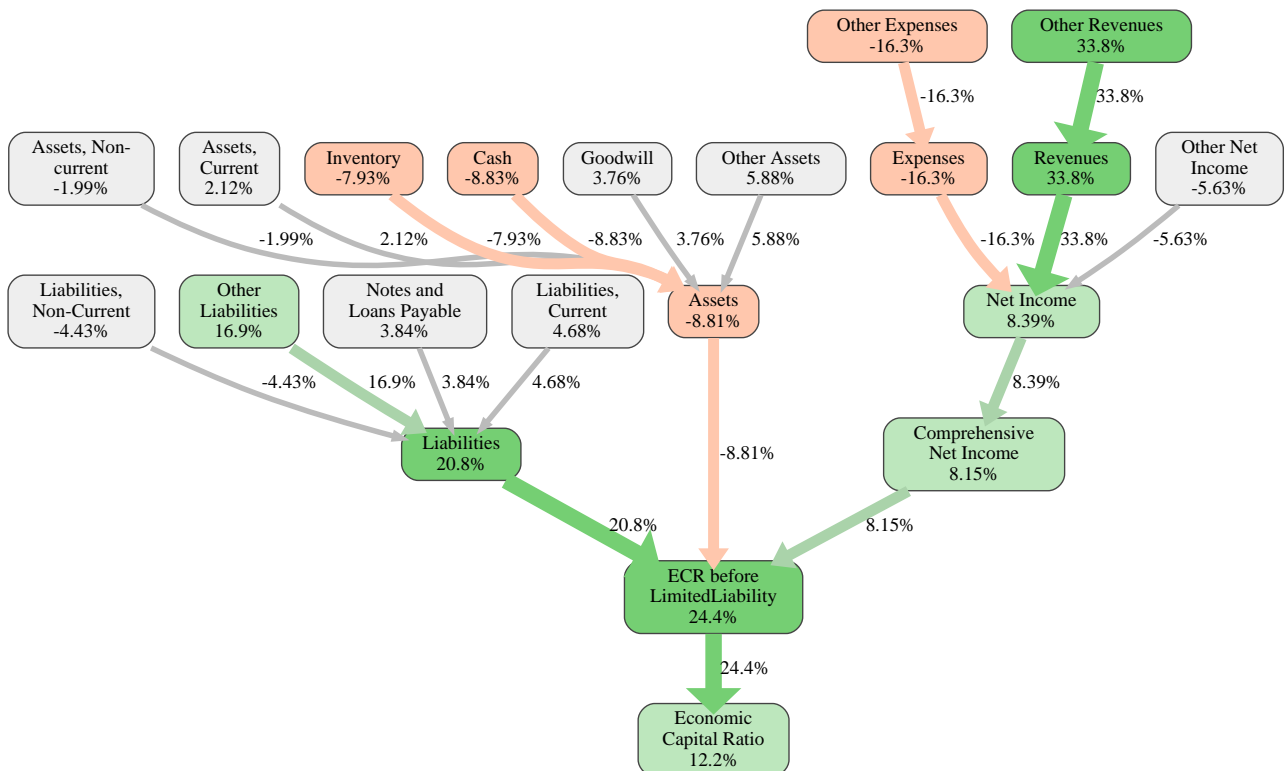 Other Expenses
-16.3%
Other Revenues
33.8%
-16.3%
33.8%
Assets, Non-
current
-1.99%
Assets,
Current
2.12%
Inventory
-7.93%
Cash
-8.83%
Goodwill
3.76%
Other Assets
5.88%
Expenses
-16.3%
Revenues
33.8%
Other Net
Income
-5.63%
-1.99%
2.12%
-7.93%
-8.83%
3.76%
5.88%
-16.3%
33.8%
-5.63%
Liabilities,
Non-Current
-4.43%
Other
Liabilities
16.9%
Notes and
Loans Payable
3.84%
Liabilities,
Current
4.68%
Assets
-8.81%
Net Income
8.39%
-4.43%
16.9%
3.84%
4.68%
8.39%
Liabilities
20.8%
-8.81%
Comprehensive
Net Income
8.15%
20.8%
8.15%
ECR before
LimitedLiability
24.4%
24.4%
Economic
Capital Ratio
12.2%